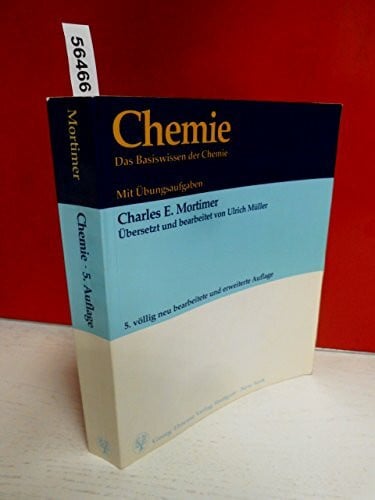 56466
Mortimer
Chemie · 5. Auflage
Chemie
Das Basiswissen der Chemie
Mit Übungsaufgaben
Charles E. Mortimer
Übersetzt und bearbeitet von Ulrich Müller
5. völlig neu bearbeitete und erweiterte Auflage
Georg Thieme Verlag Stuttgart · New York